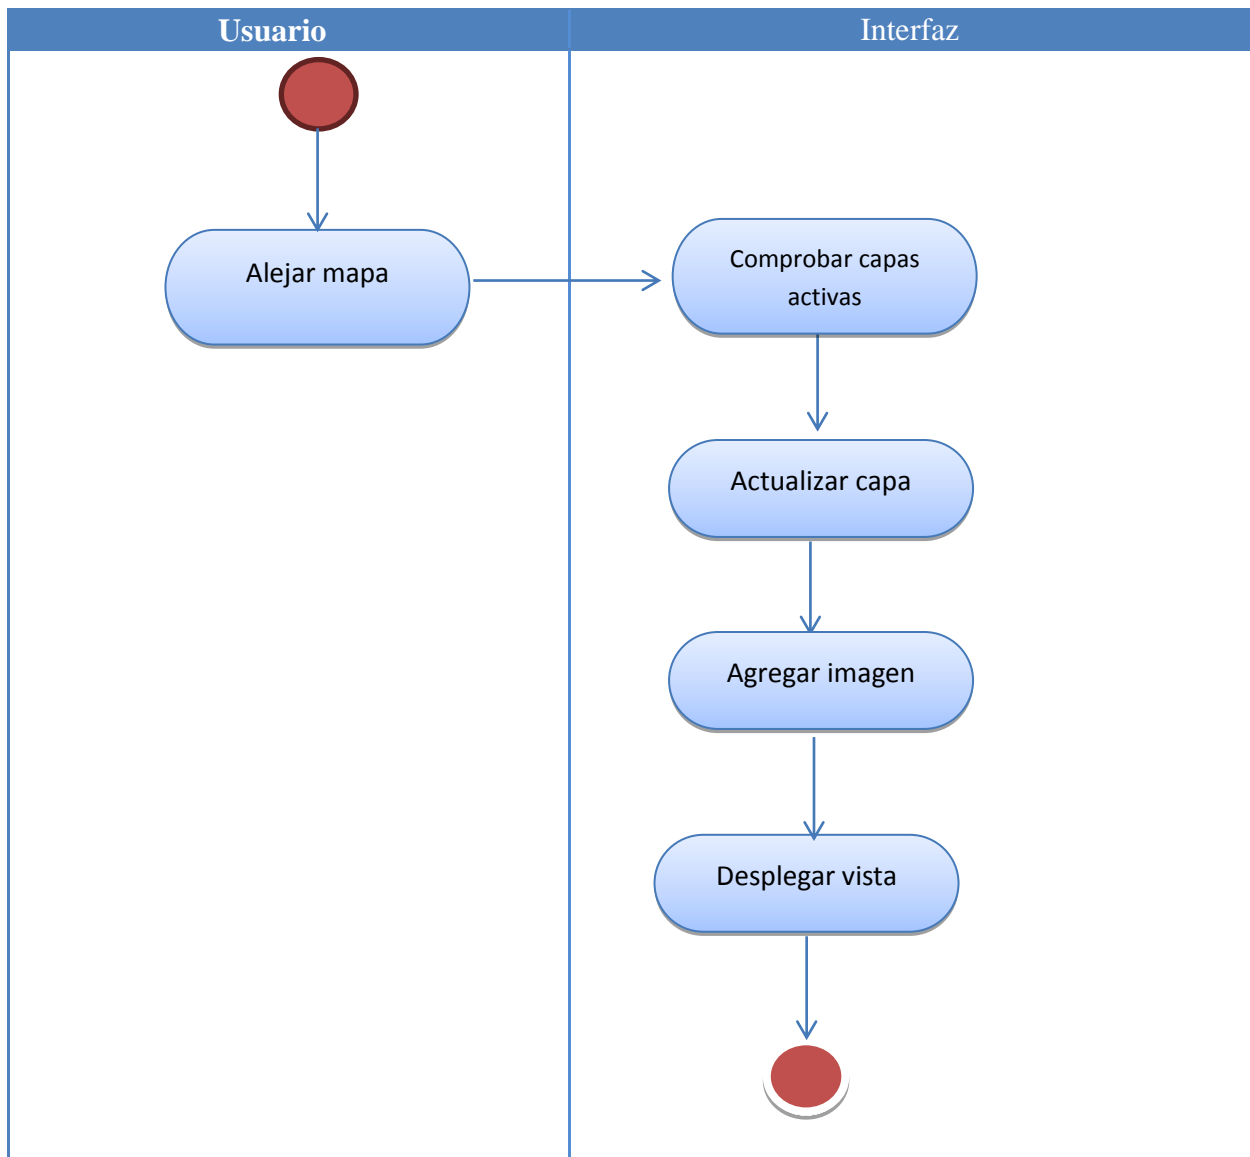 Usuario
Interfaz
Alejar mapa
Comprobar capas
activas
Actualizar capa
Agregar imagen
Desplegar vista